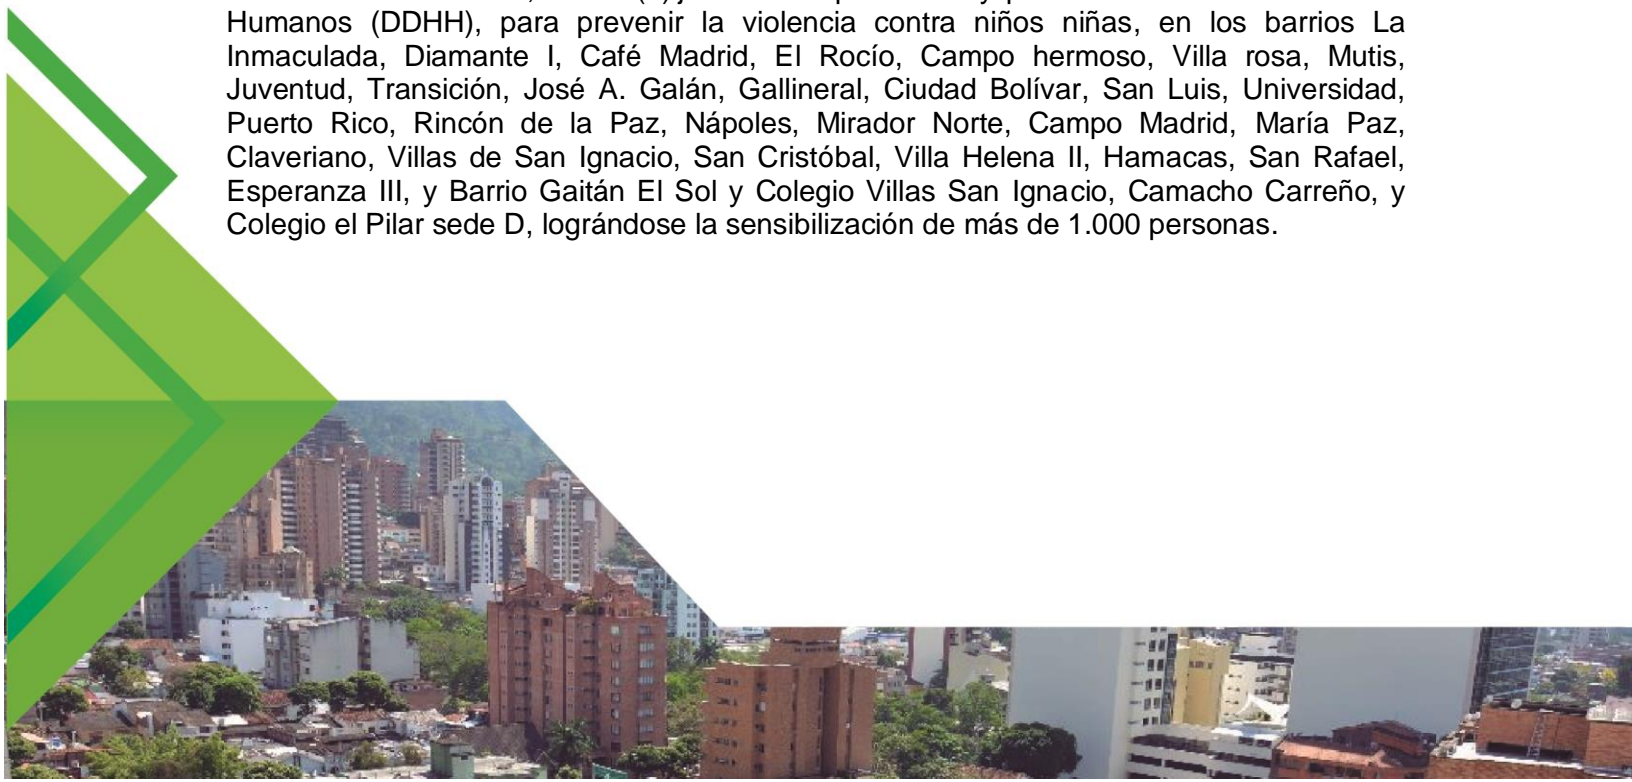 Humanos (DDHH), para prevenir la violencia contra niños niñas, en los barrios La
Inmaculada, Diamante I, Café Madrid, El Rocío, Campo hermoso, Villa rosa, Mutis,
Juventud, Transición, José A. Galán, Gallineral, Ciudad Bolívar, San Luis, Universidad,
Puerto Rico, Rincón de la Paz, Nápoles, Mirador Norte, Campo Madrid, María Paz,
Claveriano, Villas de San Ignacio, San Cristóbal, Villa Helena II, Hamacas, San Rafael,
Esperanza III, y Barrio Gaitán El Sol y Colegio Villas San Ignacio, Camacho Carreño, y
Colegio el Pilar sede D, lográndose la sensibilización de más de 1.000 personas.